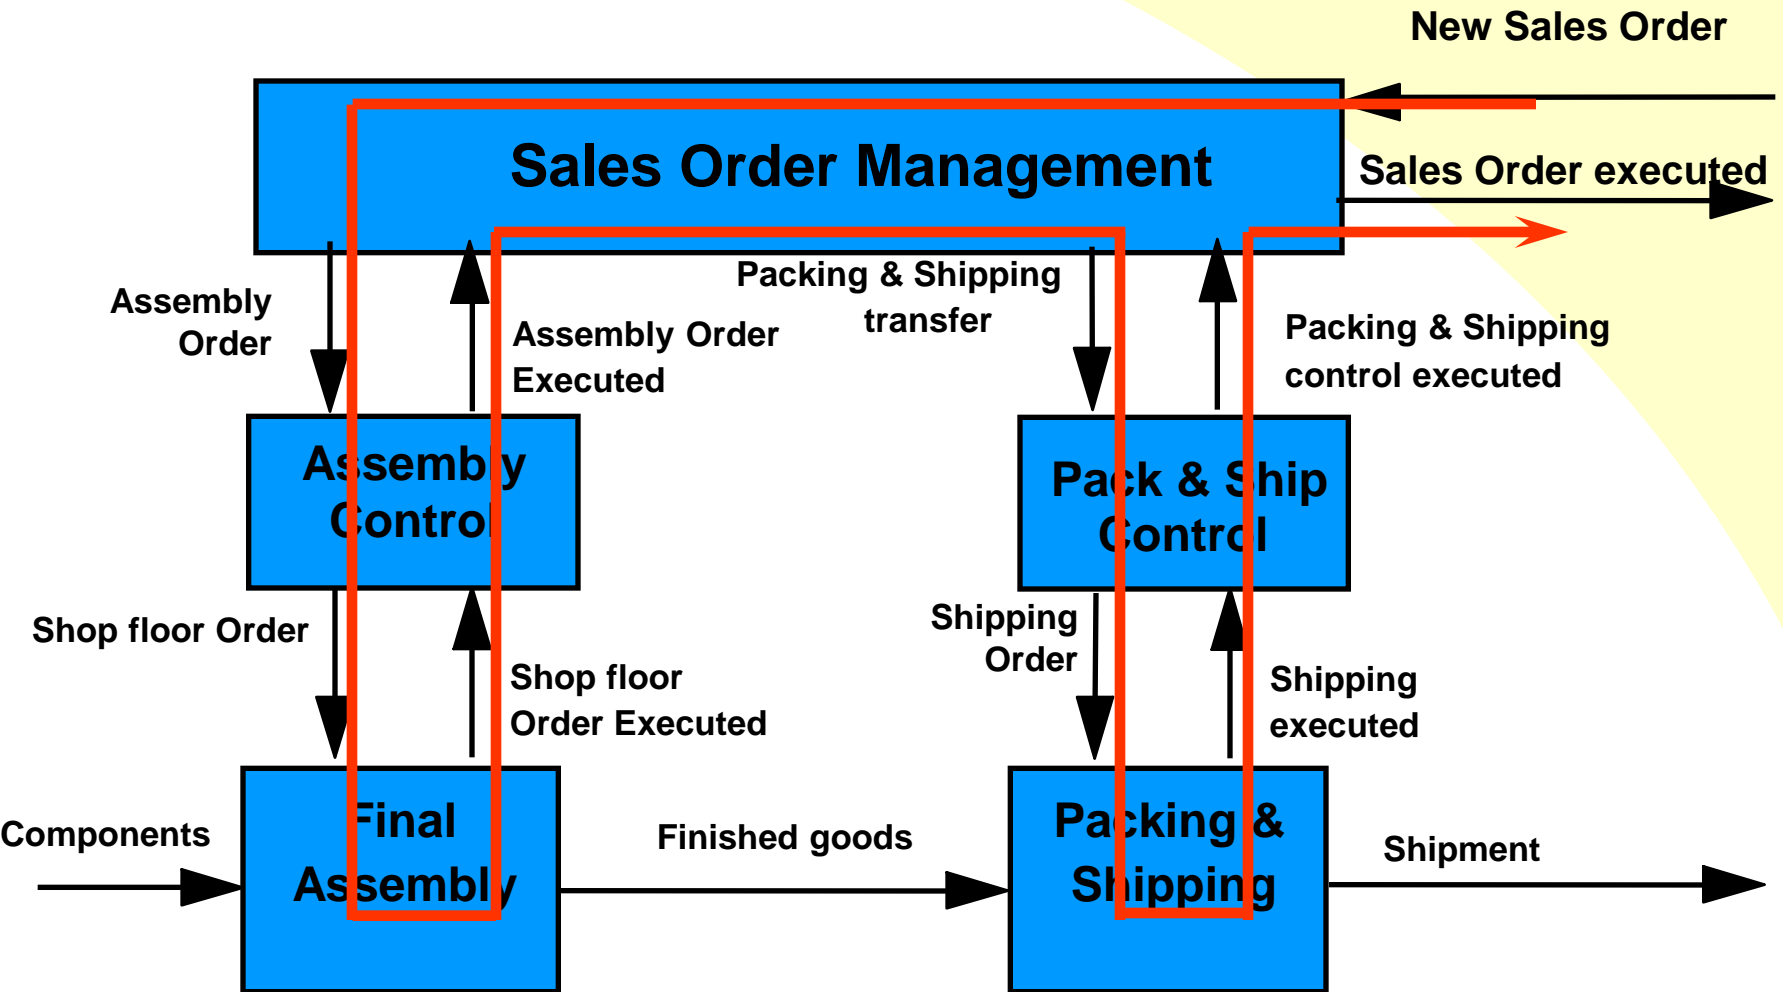 New Sales Order
Sales Order Management
Sales Order executed
Assembly
Order
Assembly Order
Executed
Packing & Shipping
transfer
Packing & Shipping
control executed
Assembly
Control
Pack & Ship
Control
Shop floor Order
Shop floor
Order Executed
Shipping
Order
Shipping
executed
Components
Final
Assembly
Finished goods
Packing &
Shipping
Shipment